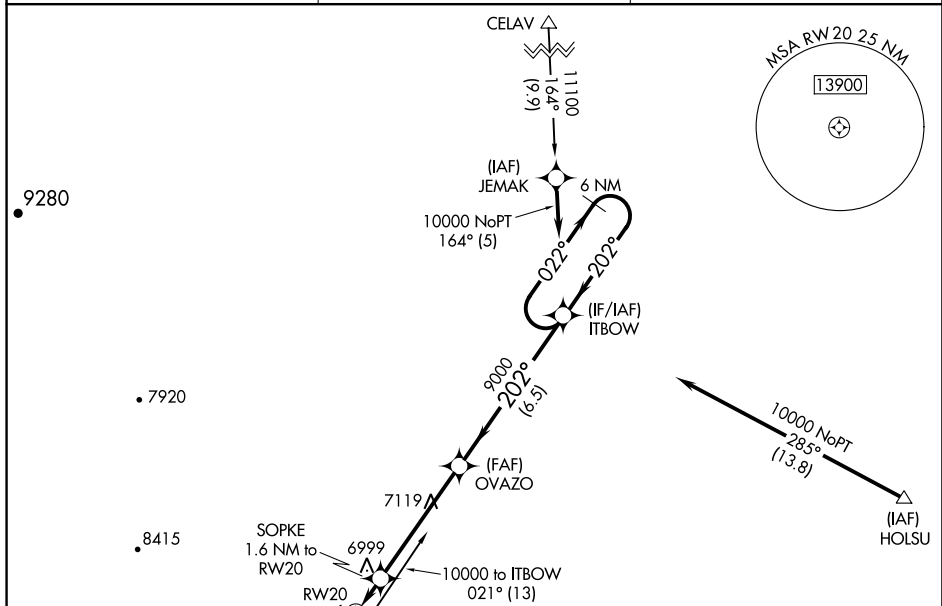 CELAV
11100
164°
(9.9)
MSA RW20 25 NM
13900
(IAF)
JEMAK
6 NM
9280
10000 NoPT
164° (5)
022°
202°
(IF/IAF)
ITBOW
9000
202°
(6.5)
7920
10000 NoPT
285°
(13.8)
(FAF)
OVAZO
7119
(IAF)
HOLSU
8415
SOPKE
1.6 NM to
RW20
6999
10000 to ITBOW
021° (13)
RW20